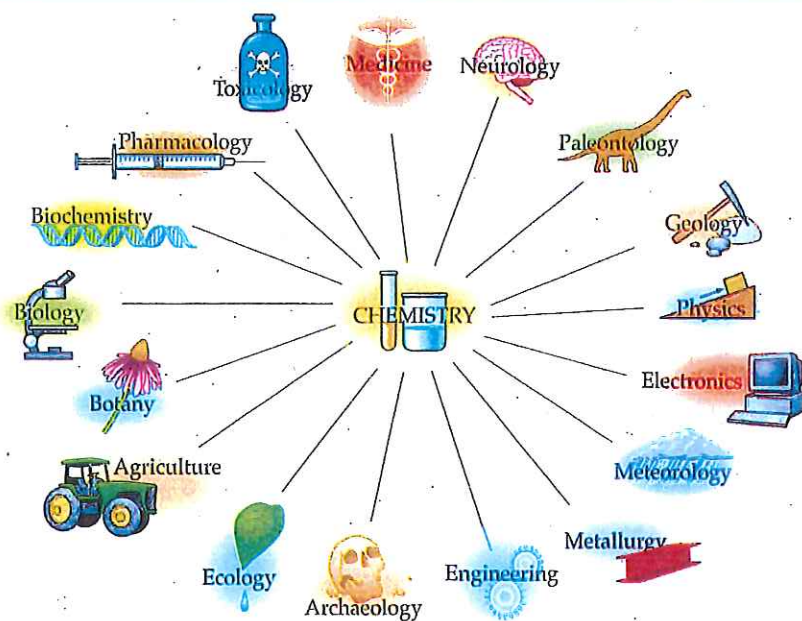 Toxicology
Medicine
Neurology
Pharmacology
Paleontology
Biochemistry
Geology
Biology
CHEMISTRY
Physics
Botany
Electronics
Agriculture
Meteorology
Ecology
Archaeology
Engineering
Metallurgy